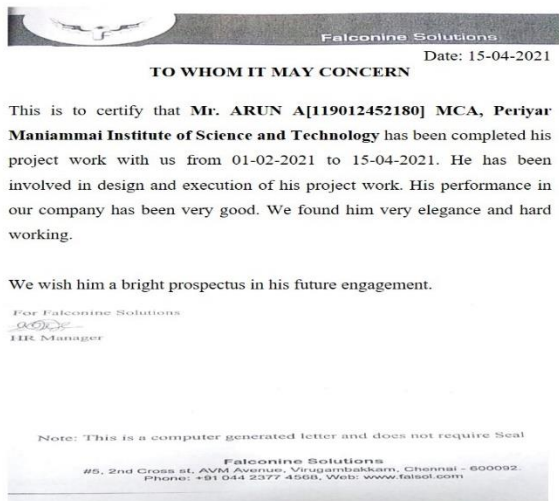 Falconine Solutions
Date: 15-04-2021
TO WHOM IT MAY CONCERN
This is to certify that Mr. ARUN A[119012452180] MCA, Periyar
Maniammai Institute of Science and Technology has been completed his
project work with us from 01-02-2021 to 15-04-2021. He has been
involved in design and execution of his project work. His performance in
our company has been very good. We found him very elegance and hard
working.
We wish him a bright prospectus in his future engagement.
For Falconine Solutions
HR Manager
Note: This is a computer generated letter and does not require Seal
Falconine Solutions
#5, 2nd Cross st, AVM Avenue, Virugambakkam, Chennai - 600092.
Phone: +91 044 2377 4568, Web: www.falsol.com